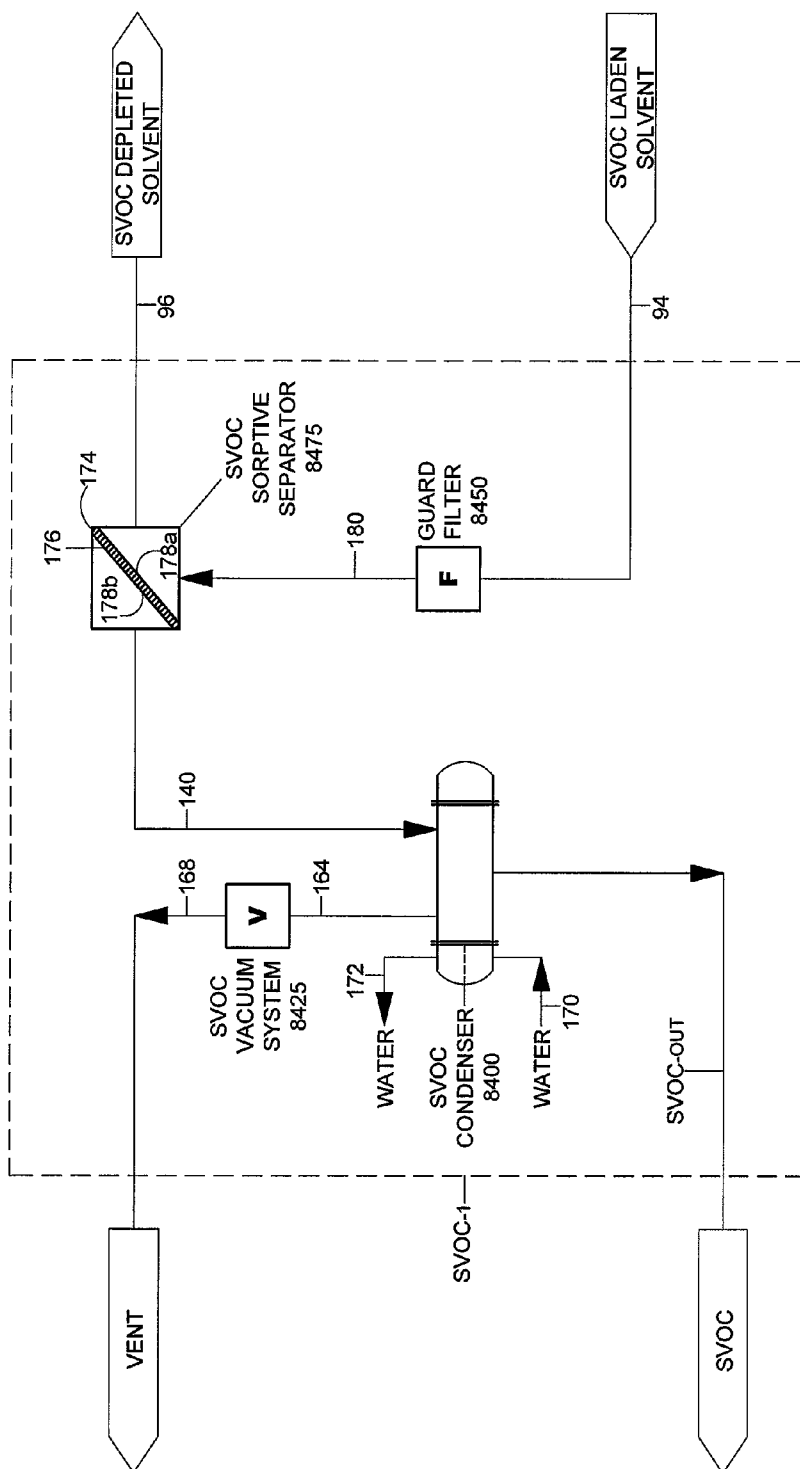 VENT
168
SVOC
VACUUM
SYSTEM
8425
V
164
140
176
174
178b
178a
SVOC
SORPTIVE
SEPARATOR
8475
96
SVOC DEPLETED
SOLVENT
WATER
172
SVOC
CONDENSER
8400
WATER
170
180
F
GUARD
FILTER
8450
SVOC-1
SVOC-OUT
SVOC
94
SVOC LADEN
SOLVENT